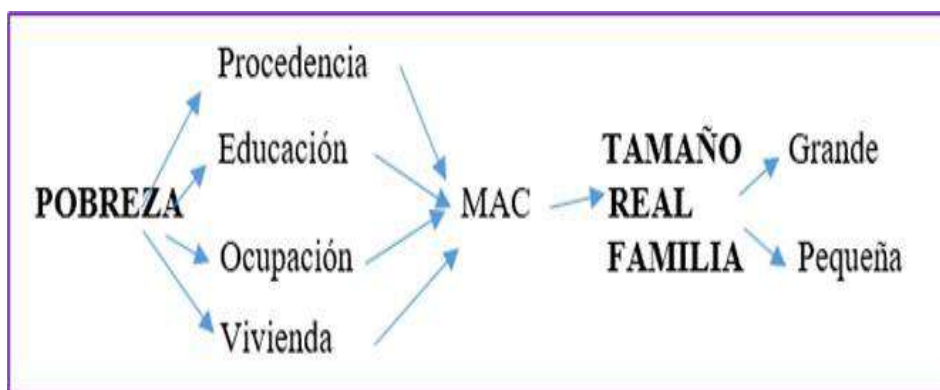 Procedencia
Educación
POBREZA
Ocupación
Vivienda
MAC
TAMAÑO
REAL
FAMILIA
Grande
Pequeña